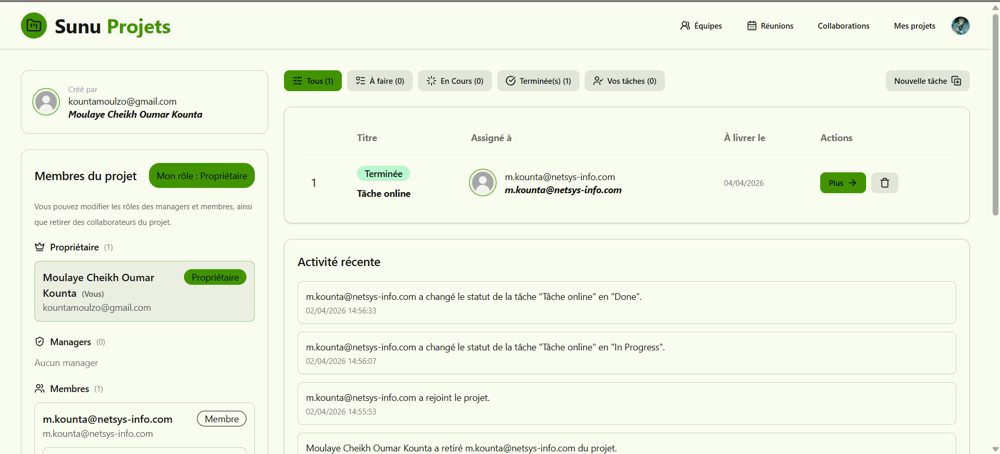 Sunu Projets
Équipes
Réunions
Collaborations
Mes projets
Créé par
kountamoulzo@gmail.com
Moulaye Cheikh Oumar Kounta
Membres du projet
Mon rôle : Propriétaire
Vous pouvez modifier les rôles des managers et membres, ainsi
que retirer des collaborateurs du projet.
Propriétaire (1)
Moulaye Cheikh Oumar
Kounta (Vous)
Propriétaire
kountamoulzo@gmail.com
Managers (0)
Aucun manager
Membres (1)
m.kounta@netsys-info.com
Membre
m.kounta@netsys-info.com
Tous (1)
À faire (0)
En Cours (0)
Terminée(s) (1)
Vos tâches (0)
Nouvelle tâche
Titre
Assigné à
À livrer le
Actions
1
Terminée
Tâche online
m.kounta@netsys-info.com
m.kounta@netsys-info.com
04/04/2026
Plus
Activité récente
m.kounta@netsys-info.com a changé le statut de la tâche "Tâche online" en "Done".
02/04/2026 14:56:33
m.kounta@netsys-info.com a changé le statut de la tâche "Tâche online" en "In Progress".
02/04/2026 14:56:07
m.kounta@netsys-info.com a rejoint le projet.
02/04/2026 14:55:53
Moulaye Cheikh Oumar Kounta a retiré m.kounta@netsys-info.com du projet.